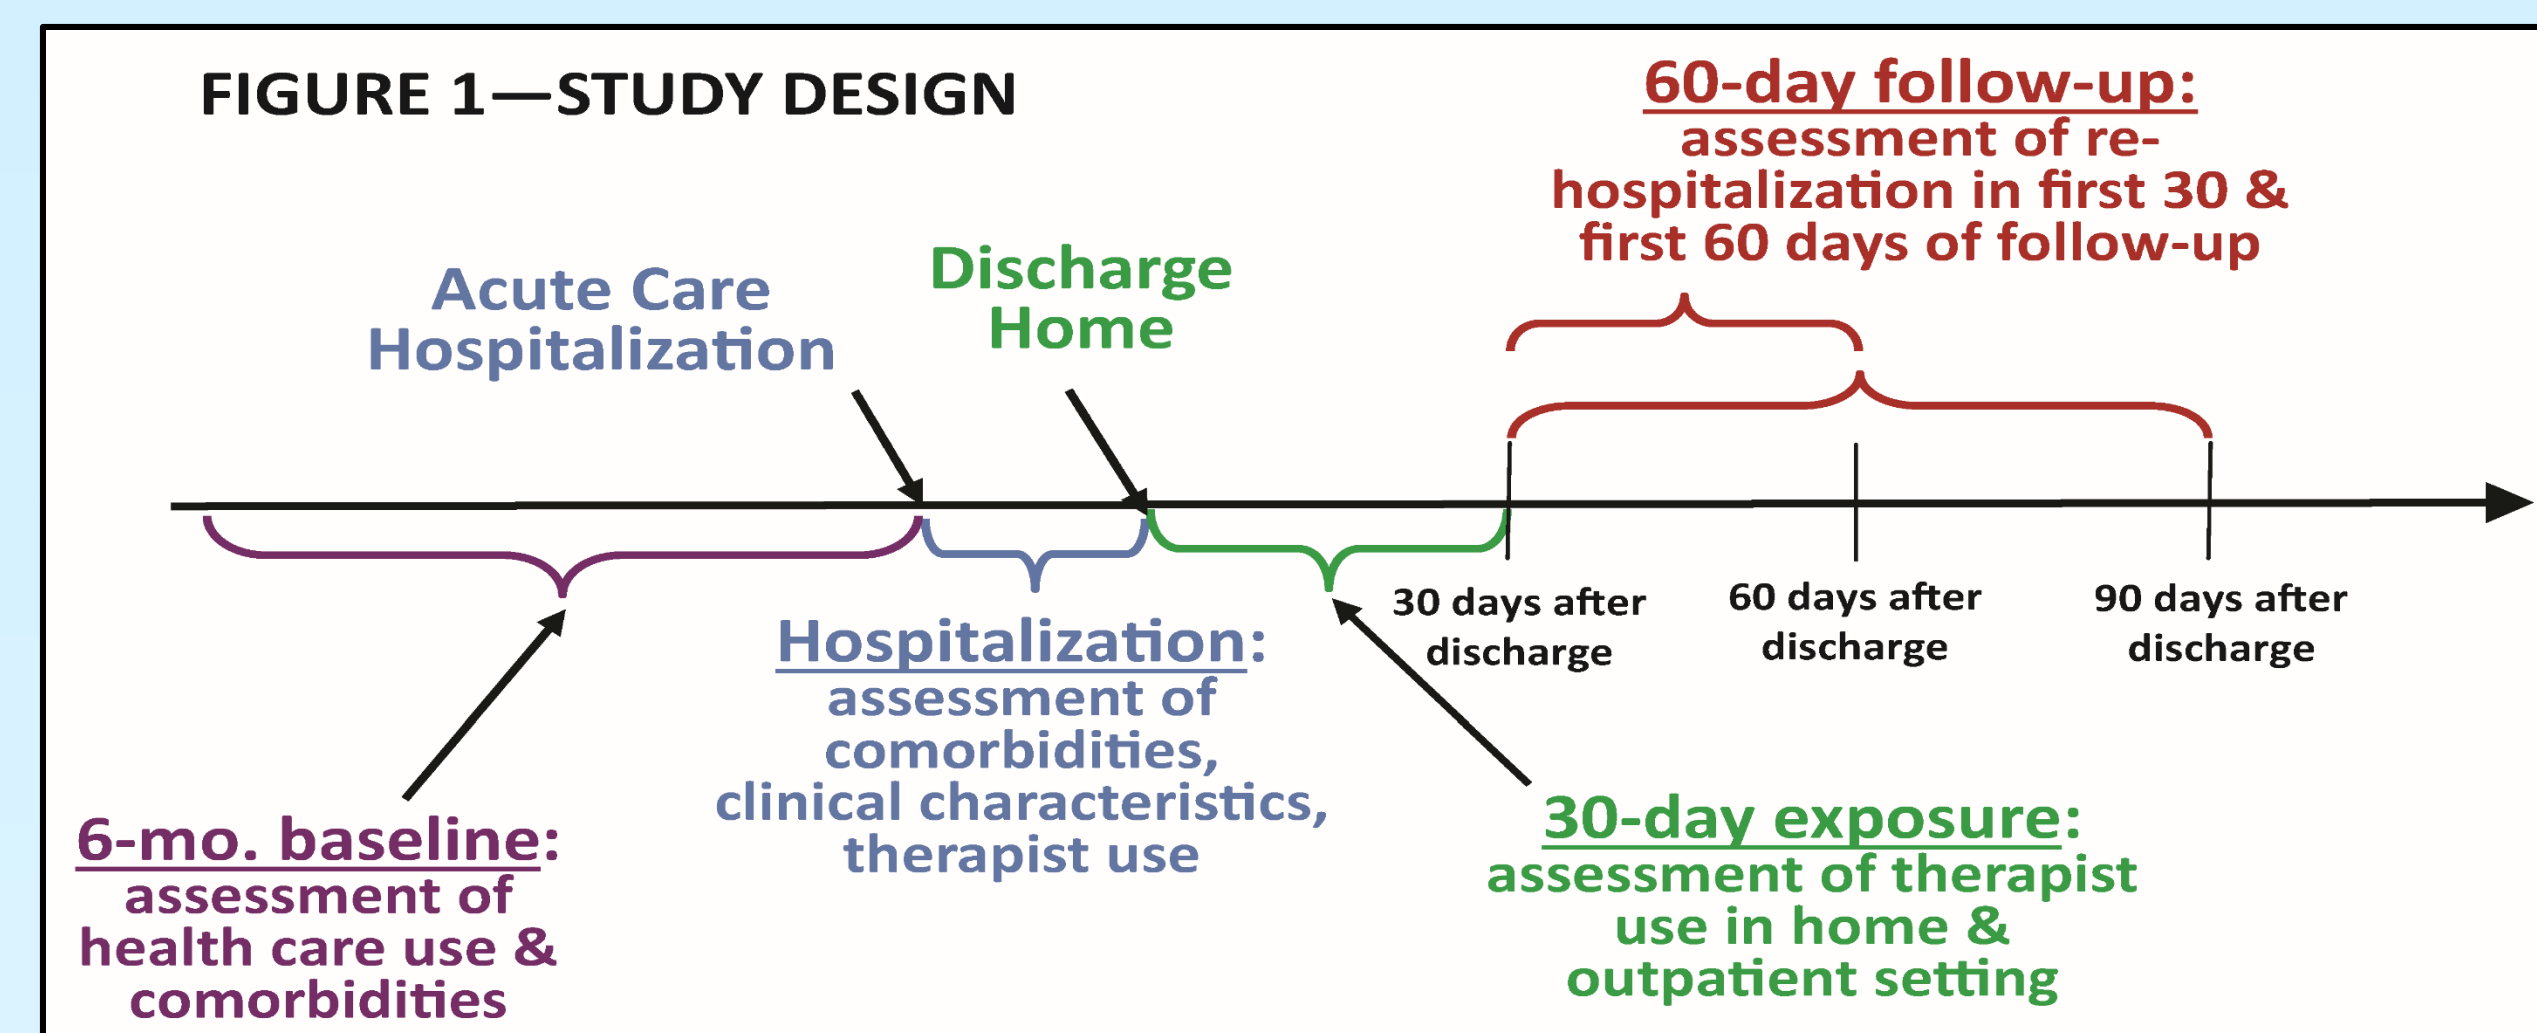 FIGURE 1—STUDY DESIGN
60-day follow-up:
assessment of re-
hospitalization in first 30 &
first 60 days of follow-up
Acute Care
Hospitalization
Discharge
Home
30 days after
discharge
60 days after
discharge
90 days after
discharge
Hospitalization:
assessment of
comorbidities,
clinical characteristics,
therapist use
6-mo. baseline:
assessment of
health care use &
comorbidities
30-day exposure:
assessment of therapist
use in home &
outpatient setting